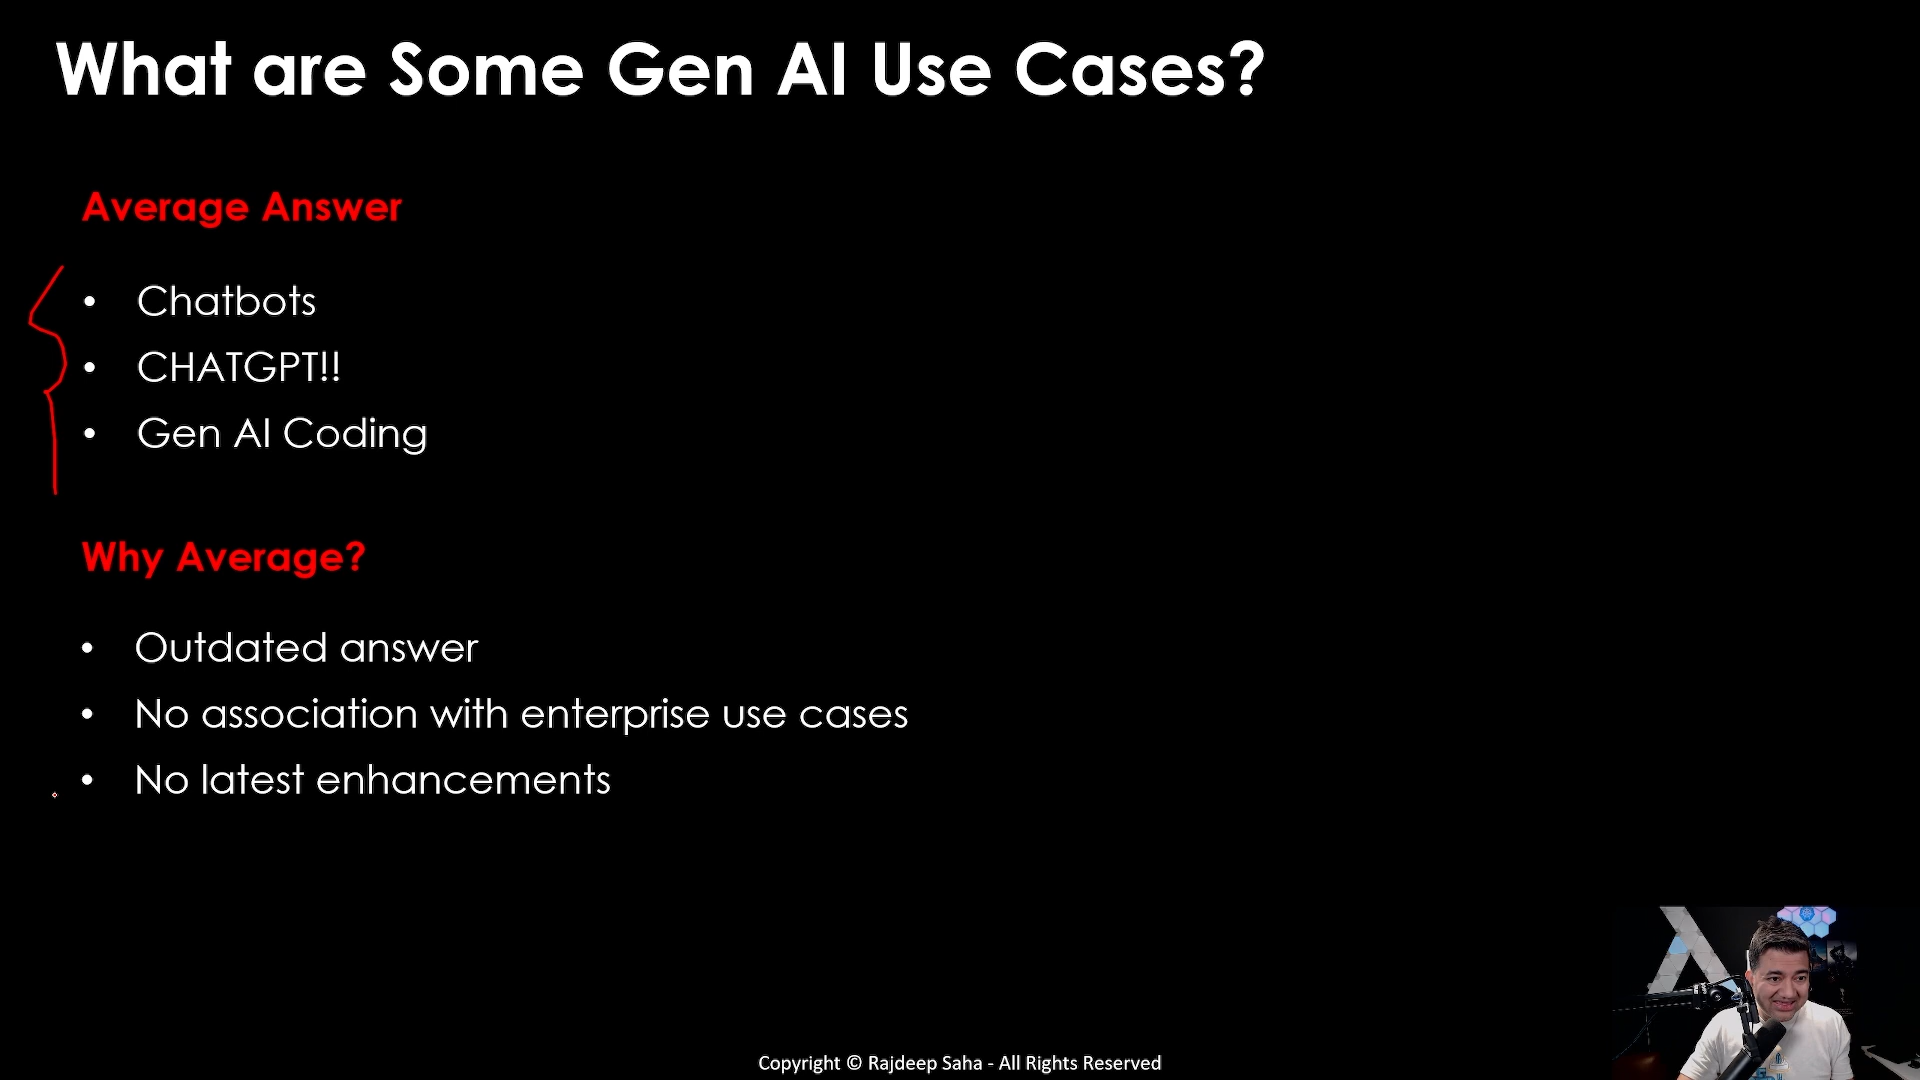 What are Some Gen AI Use Cases?
Average Answer
• Chatbots
• CHATGPT!!
• Gen AI Coding
Why Average?
• Outdated answer
• No association with enterprise use cases
• No latest enhancements
Copyright © Rajdeep Saha - All Rights Reserved